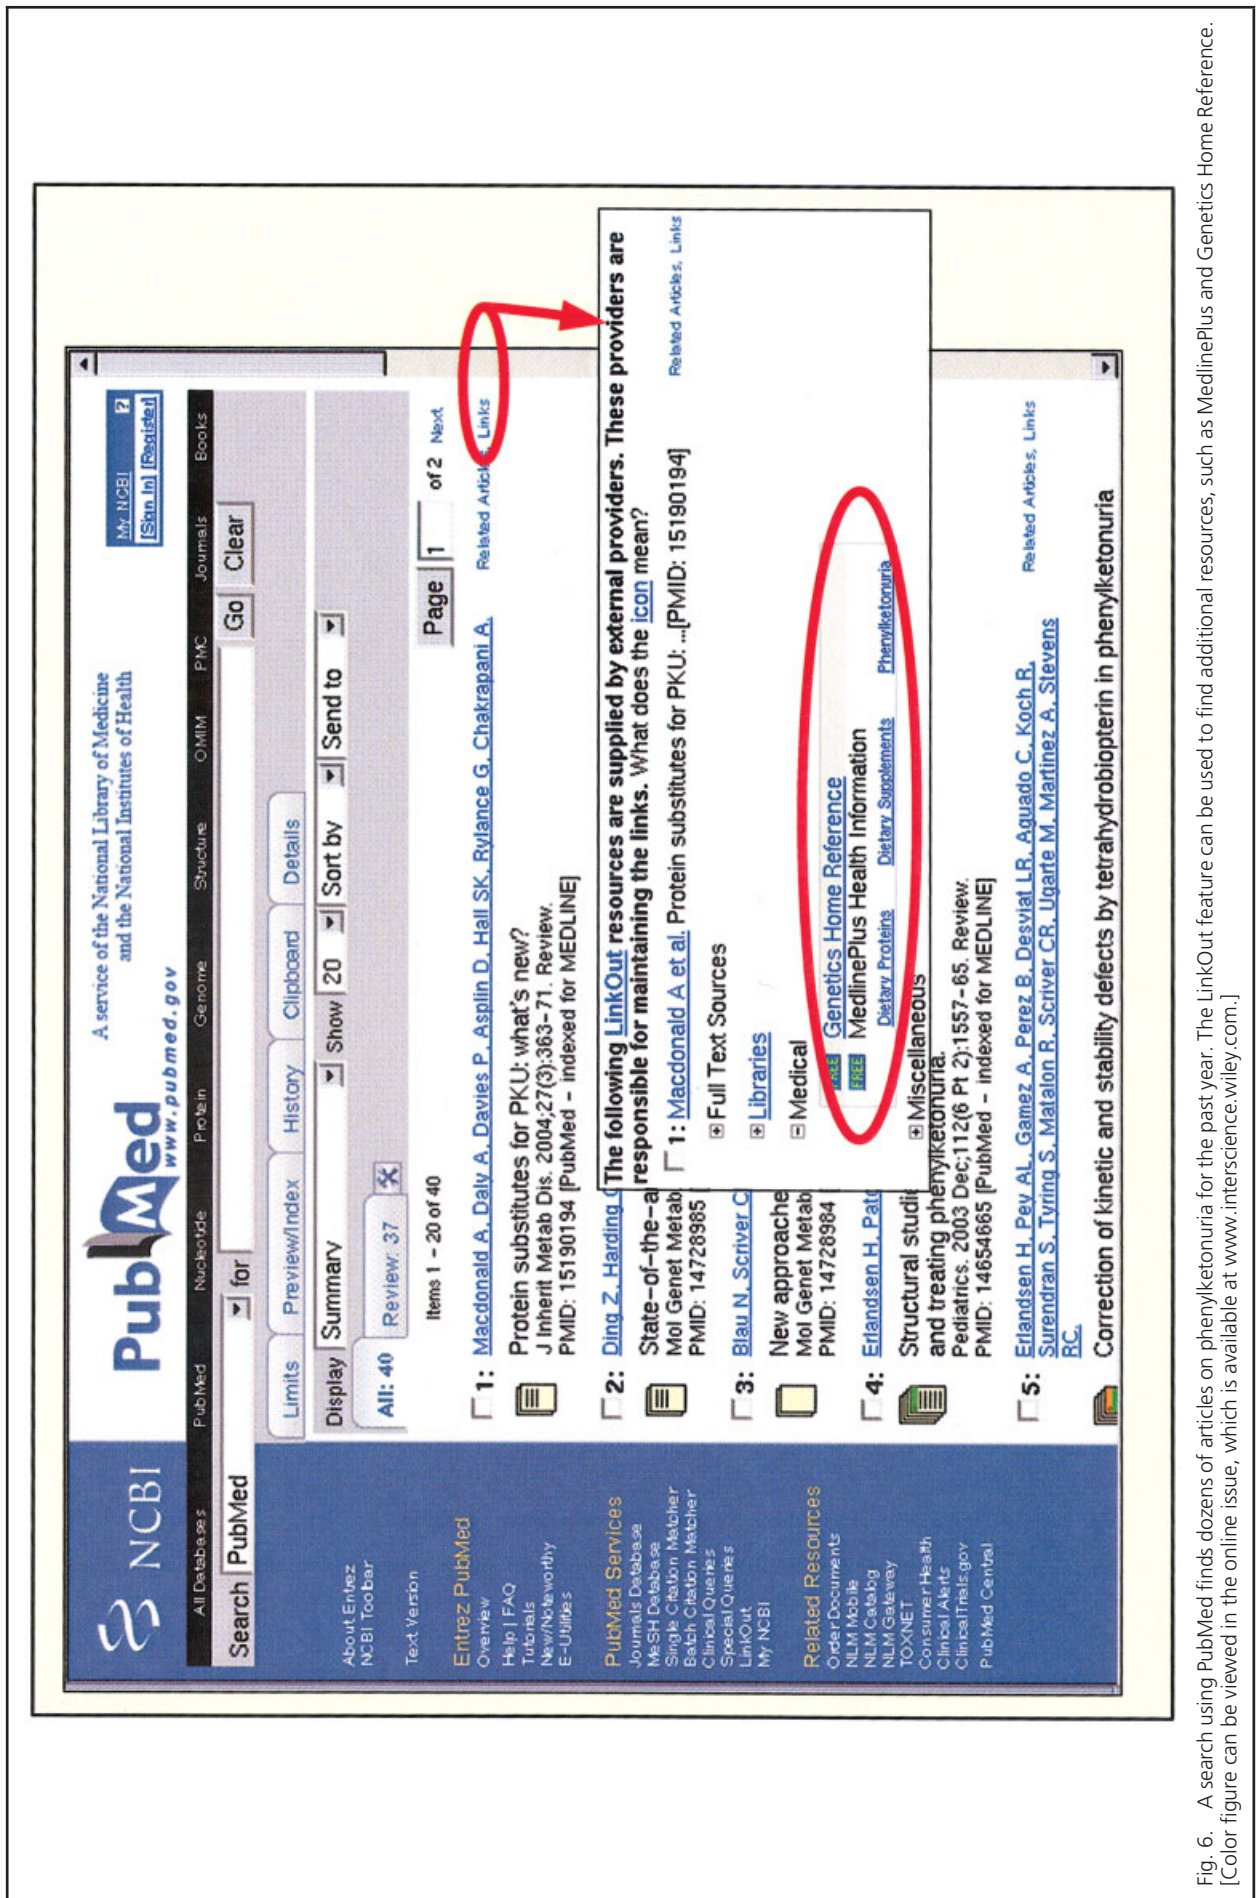 NCBI
PubMed
www.pubmed.gov
A service of the National Library of Medicine
and the National Institutes of Health
My NCBI ?
[Sign In] [Register]
All Databases PubMed Nucleotide Protein Genome Structure OMIM PMC Journals Books
Search PubMed for Go Clear
Limits Preview/Index History Clipboard Details
Display Summary Show 20 Sort by Send to
All: 40 Review: 37
Items 1 - 20 of 40
Page 1 of 2 Next
About Entrez
NCBI Toolbar
Text Version
Entrez PubMed
Overview
Help | FAQ
Tutorials
New/Noteworthy
E-Utilities
PubMed Services
Journals Database
MeSH Database
Single Citation Matcher
Batch Citation Matcher
Clinical Queries
Special Queries
LinkOut
My NCBI
Related Resources
Order Documents
NLM Mobile
NLM Catalog
NLM Gateway
TOXNET
Consumer Health
Clinical Alerts
ClinicalTrials.gov
PubMed Central
1: Macdonald A, Daly A, Davies P, Asplin D, Hall SK, Rylance G, Chakrapani A. Related Articles, Links
Protein substitutes for PKU: what's new?
J Inherit Metab Dis. 2004;27(3):363-71. Review.
PMID: 15190194 [PubMed - indexed for MEDLINE]
2: Ding Z, Harding C
State-of-the-a
Mol Genet Metab
PMID: 14728985
3: Blau N, Scriver C
New approache
Mol Genet Metab
PMID: 14728984
4: Erlandsen H, Pat
Structural studi
and treating phenylketonuria.
Pediatrics. 2003 Dec;112(6 Pt 2):1557-65. Review.
PMID: 14654665 [PubMed - indexed for MEDLINE]
The following LinkOut resources are supplied by external providers. These providers are
responsible for maintaining the links. What does the icon mean?
1: Macdonald A et al. Protein substitutes for PKU: ...[PMID: 15190194] Related Articles, Links
Full Text Sources
Libraries
Medical
FREE Genetics Home Reference
FREE MedlinePlus Health Information
Dietary Proteins Dietary Supplements Phenylketonuria
Miscellaneous
5: Erlandsen H, Pey AL, Gamez A, Perez B, Desviat LR, Aguado C, Koch R, Related Articles, Links
Surendran S, Tyring S, Matalon R, Scriver CR, Ugarte M, Martinez A, Stevens
RC.
Correction of kinetic and stability defects by tetrahydrobiopterin in phenylketonuria
Fig. 6. A search using PubMed finds dozens of articles on phenylketonuria for the past year. The LinkOut feature can be used to find additional resources, such as MedlinePlus and Genetics Home Reference.
[Color figure can be viewed in the online issue, which is available at www.interscience.wiley.com.]